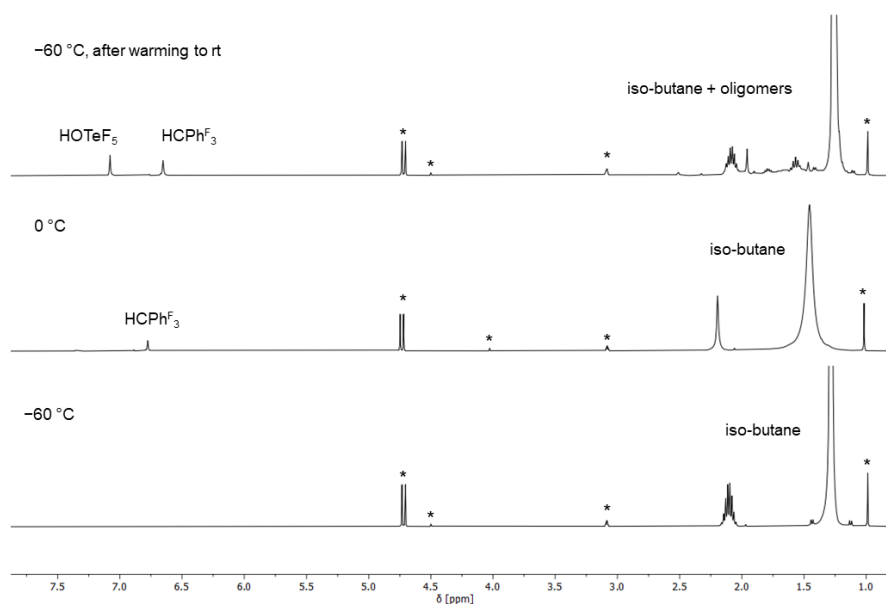 −60 °C, after warming to rt
iso-butane + oligomers
HOTeF₅
HCPhᶠ₃
*
*
*
*
0 °C
iso-butane
HCPhᶠ₃
*
*
*
*
−60 °C
iso-butane
*
*
*
*
7.5 7.0 6.5 6.0 5.5 5.0 4.5 4.0 3.5 3.0 2.5 2.0 1.5 1.0
δ [ppm]